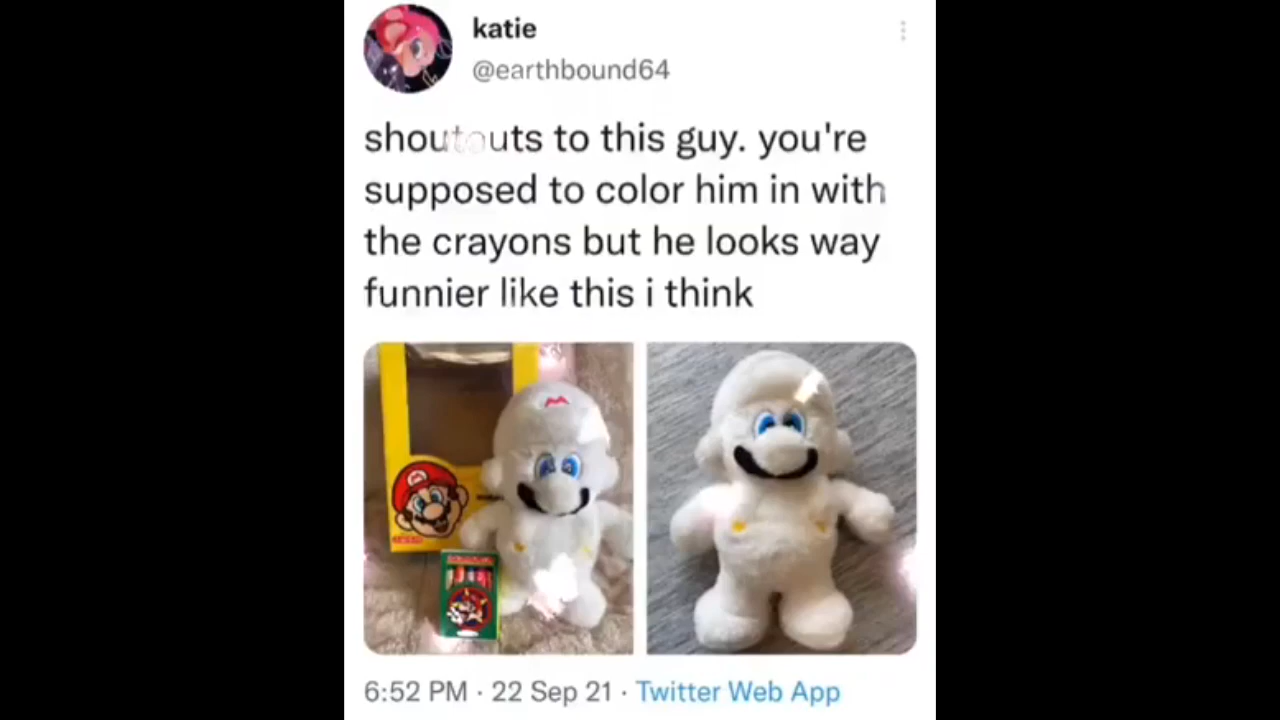 katie
@earthbound64
shoutouts to this guy. you're
supposed to color him in with
the crayons but he looks way
funnier like this i think
M
M
6:52 PM · 22 Sep 21 · Twitter Web App